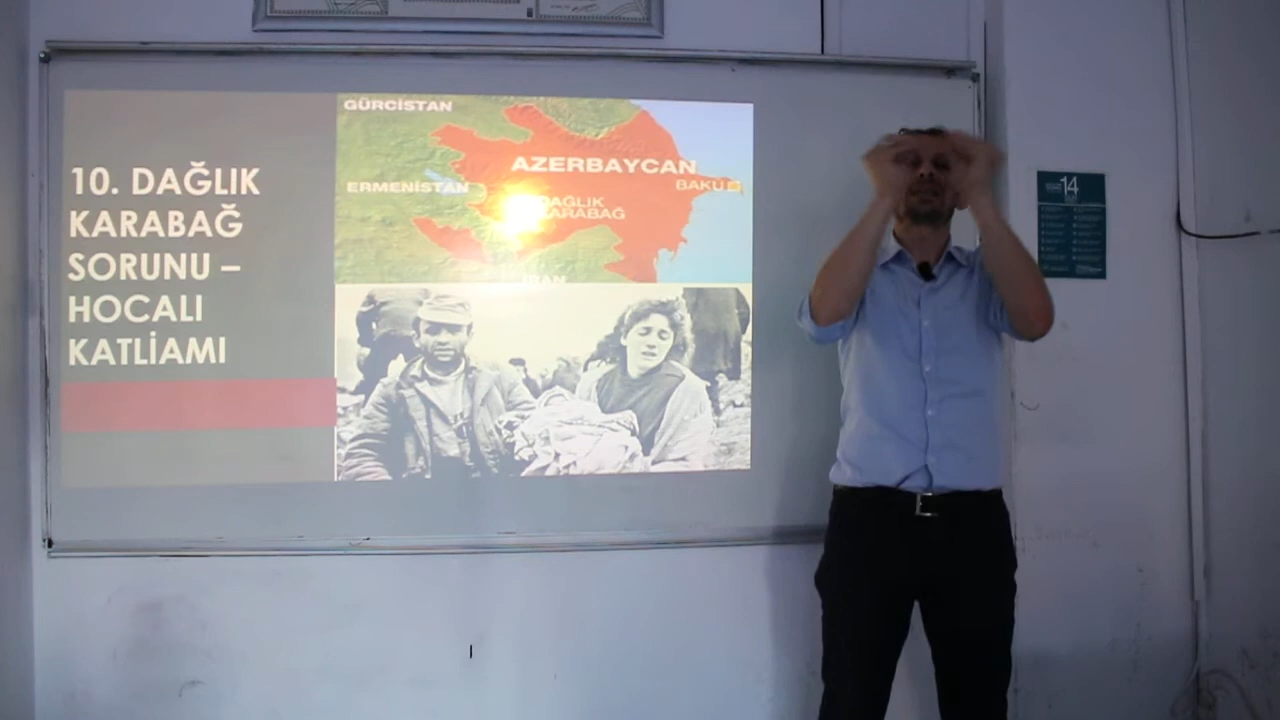 10. DAĞLIK
KARABAĞ
SORUNU –
HOCALI
KATLİAMI
GÜRCİSTAN
AZERBAYCAN
BAKU
ERMENİSTAN
DAĞLIK
KARABAĞ
İRAN
14